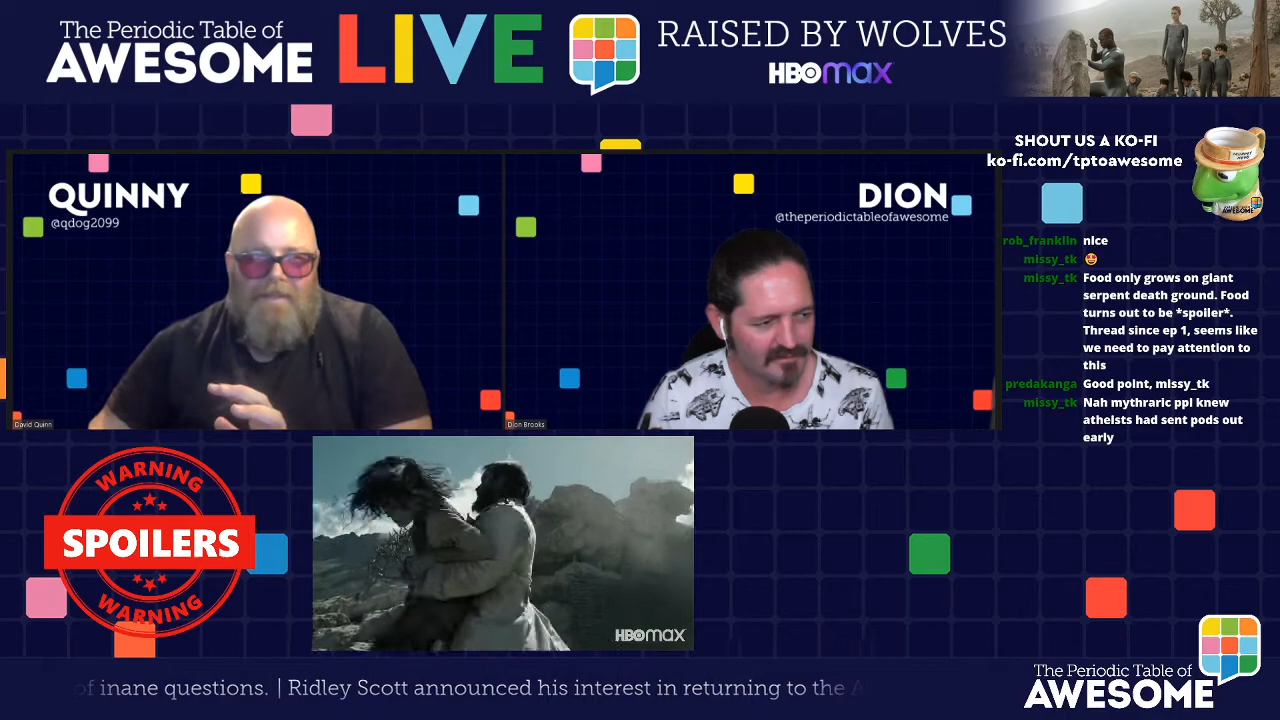 The Periodic Table of
AWESOME
LIVE
RAISED BY WOLVES
HBOmax
SHOUT US A KO-FI
ko-fi.com/tptoawesome
QUINNY
@qdog2099
DION
@theperiodictableofawesome
rob_franklin nice
missy_tk 🤩
missy_tk Food only grows on giant
serpent death ground. Food
turns out to be *spoiler*.
Thread since ep 1, seems like
we need to pay attention to
this
predakanga Good point, missy_tk
missy_tk Nah mythraric ppl knew
atheists had sent pods out
early
David Quinn
Dion Brooks
WARNING
SPOILERS
WARNING
HBOmax
of inane questions. | Ridley Scott announced his interest in returning to the
The Periodic Table of
AWESOME